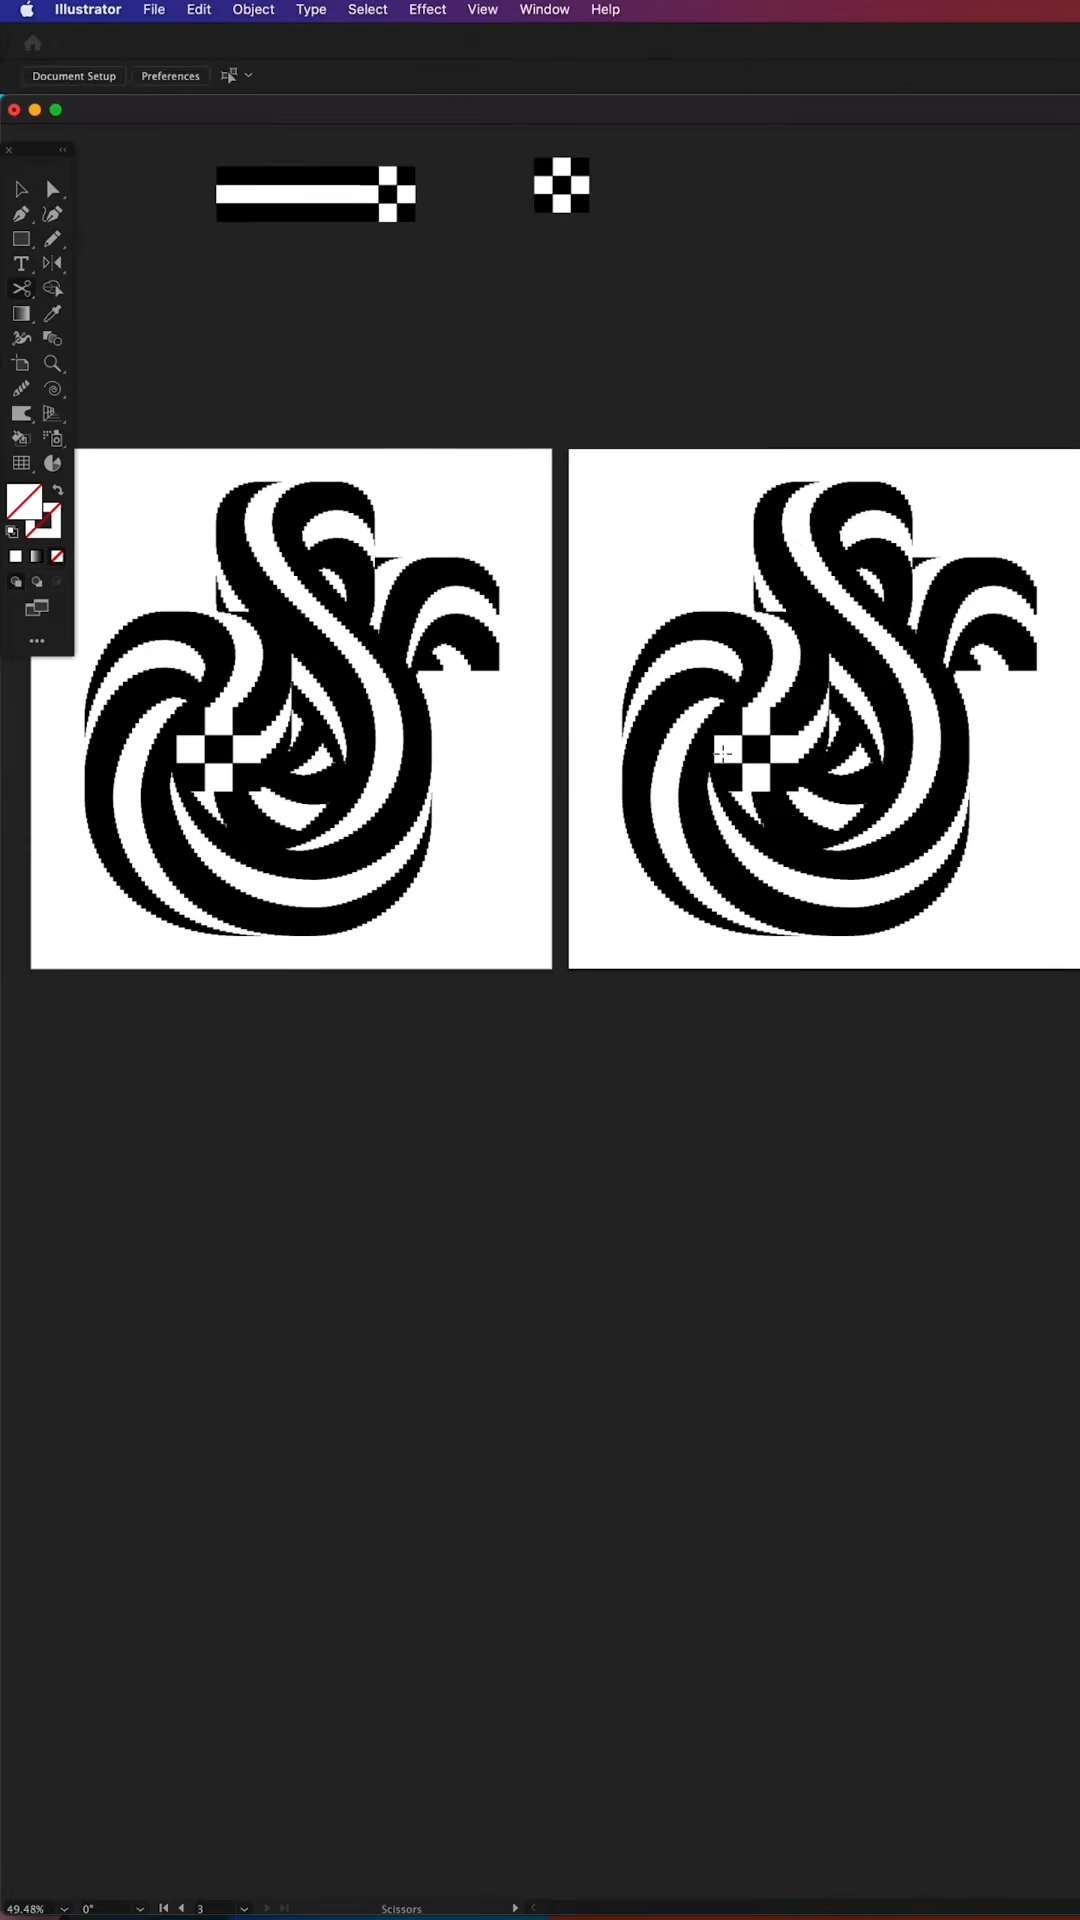 Illustrator File Edit Object Type Select Effect View Window Help
Document Setup Preferences
49.48% 0° 3 Scissors